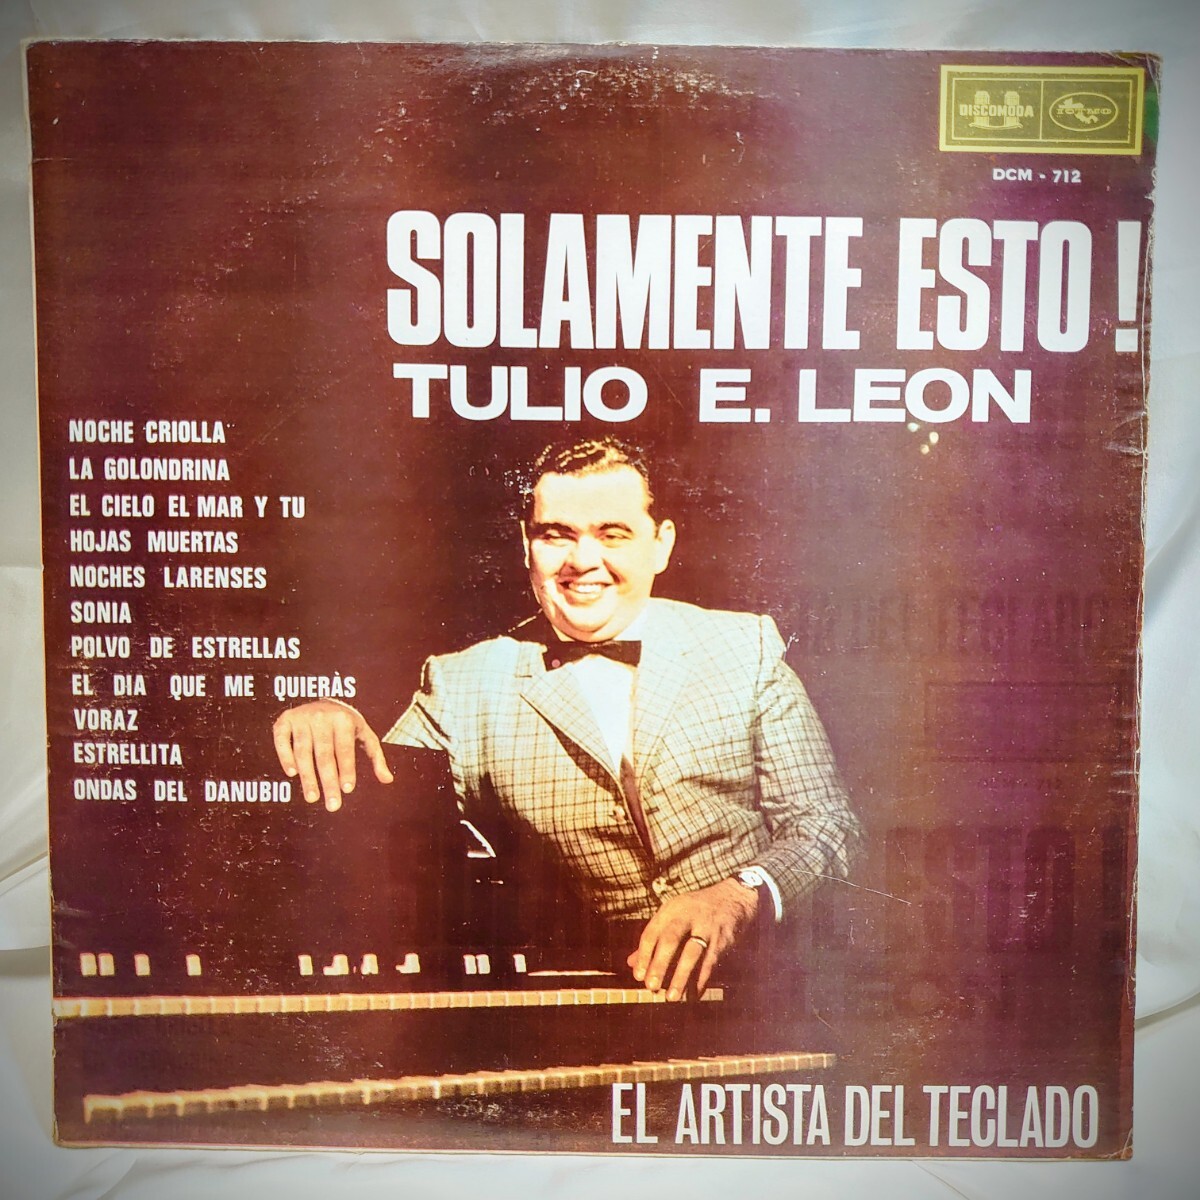 DISCOMODA
DCM - 712
SOLAMENTE ESTO!
TULIO E. LEON
NOCHE CRIOLLA
LA GOLONDRINA
EL CIELO EL MAR Y TU
HOJAS MUERTAS
NOCHES LARENSES
SONIA
POLVO DE ESTRELLAS
EL DIA QUE ME QUIERÀS
VORAZ
ESTRELLITA
ONDAS DEL DANUBIO
EL ARTISTA DEL TECLADO